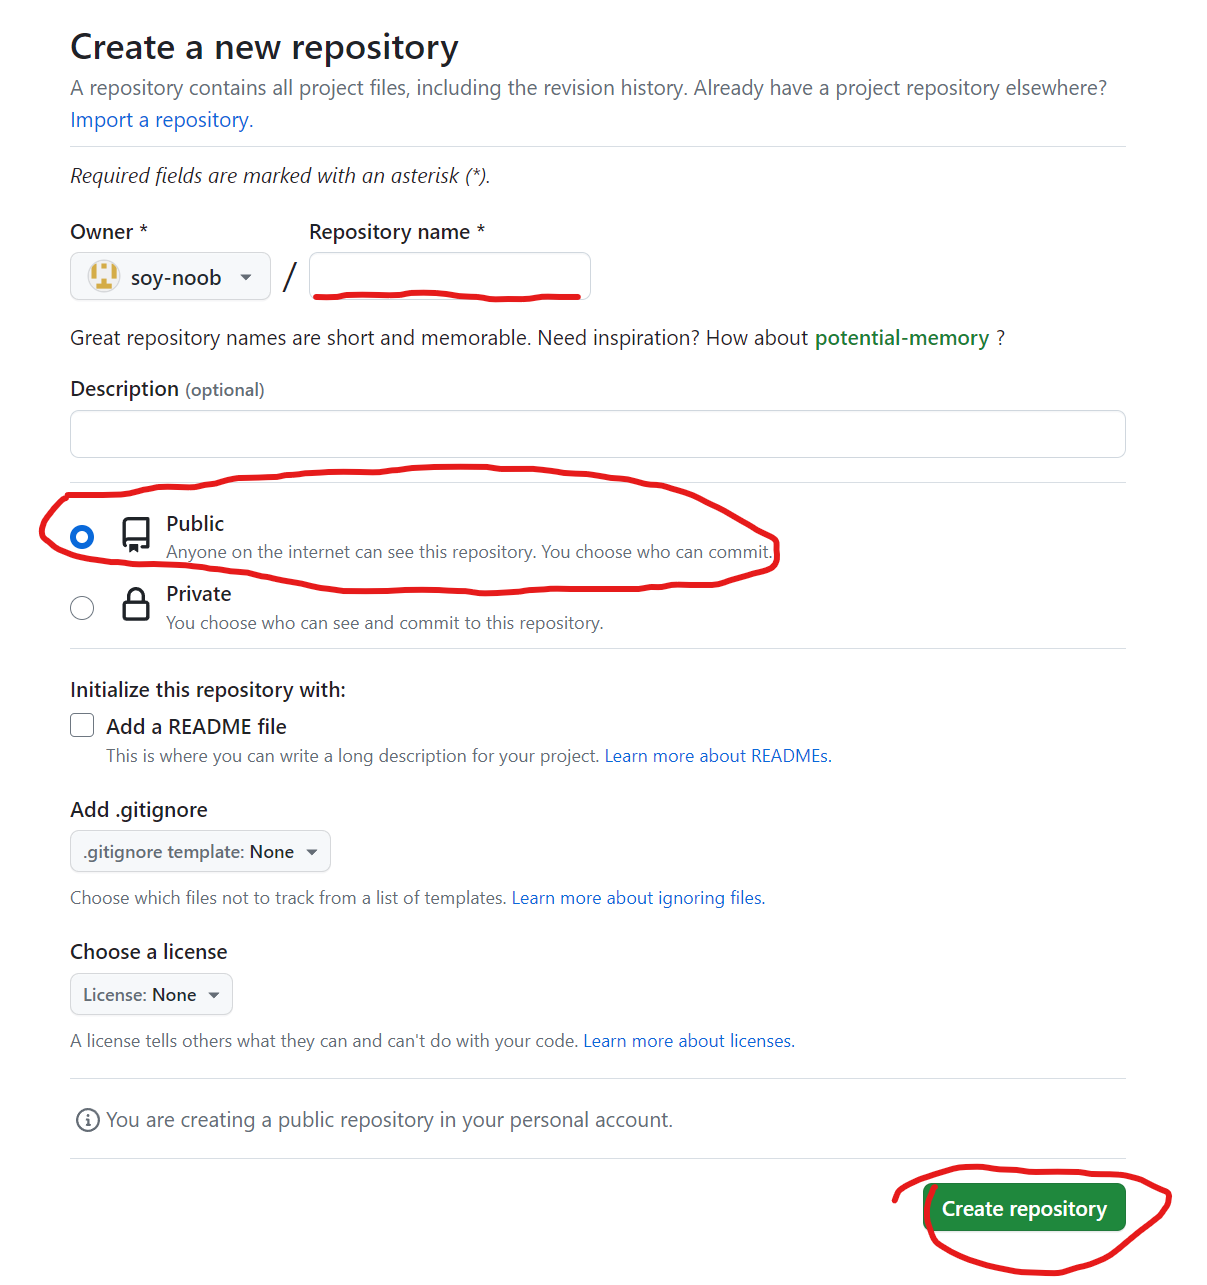 Create a new repository
A repository contains all project files, including the revision history. Already have a project repository elsewhere?
Import a repository.
Required fields are marked with an asterisk (*).
Owner *
Repository name *
soy-noob
/
Great repository names are short and memorable. Need inspiration? How about potential-memory ?
Description (optional)
Public
Anyone on the internet can see this repository. You choose who can commit.
Private
You choose who can see and commit to this repository.
Initialize this repository with:
Add a README file
This is where you can write a long description for your project. Learn more about READMEs.
Add .gitignore
.gitignore template: None
Choose which files not to track from a list of templates. Learn more about ignoring files.
Choose a license
License: None
A license tells others what they can and can't do with your code. Learn more about licenses.
You are creating a public repository in your personal account.
Create repository